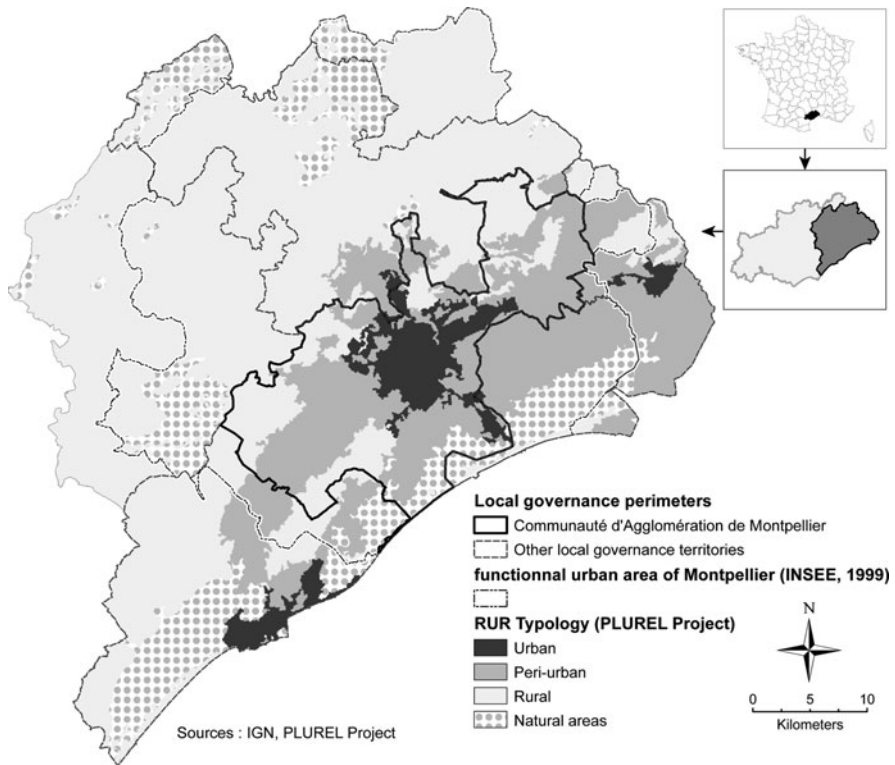 Local governance perimeters
Communauté d'Agglomération de Montpellier
Other local governance territories
functionnal urban area of Montpellier (INSEE, 1999)
RUR Typology (PLUREL Project)
Urban
Peri-urban
Rural
Natural areas
N
0 5 10
Kilometers
Sources : IGN, PLUREL Project